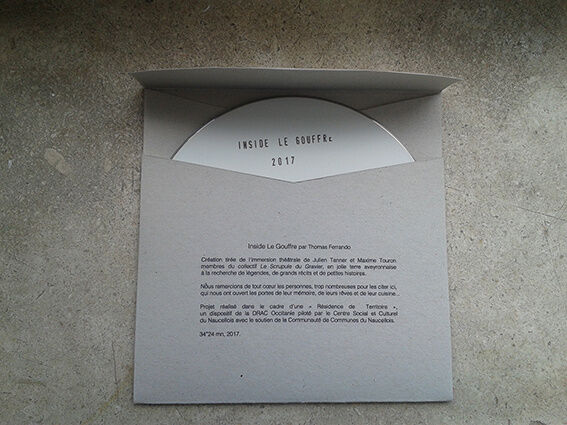 INSIDE LE GOUFFRE
2017
Inside Le Gouffre par Thomas Ferrando
Création tirée de l'immersion théâtrale de Julien Tanner et Maxime Touron
membres du collectif Le Scrupule du Gravier, en jolie terre aveyronnaise
à la recherche de légendes, de grands récits et de petites histoires.
Nous remercions de tout cœur les personnes, trop nombreuses pour les citer ici,
qui nous ont ouvert les portes de leur mémoire, de leurs rêves et de leur cuisine...
Projet réalisé dans le cadre d'une « Résidence de Territoire »,
un dispositif de la DRAC Occitanie piloté par le Centre Social et Culturel
du Naucellois avec le soutien de la Communauté de Communes du Naucellois.
34"24 mn, 2017.